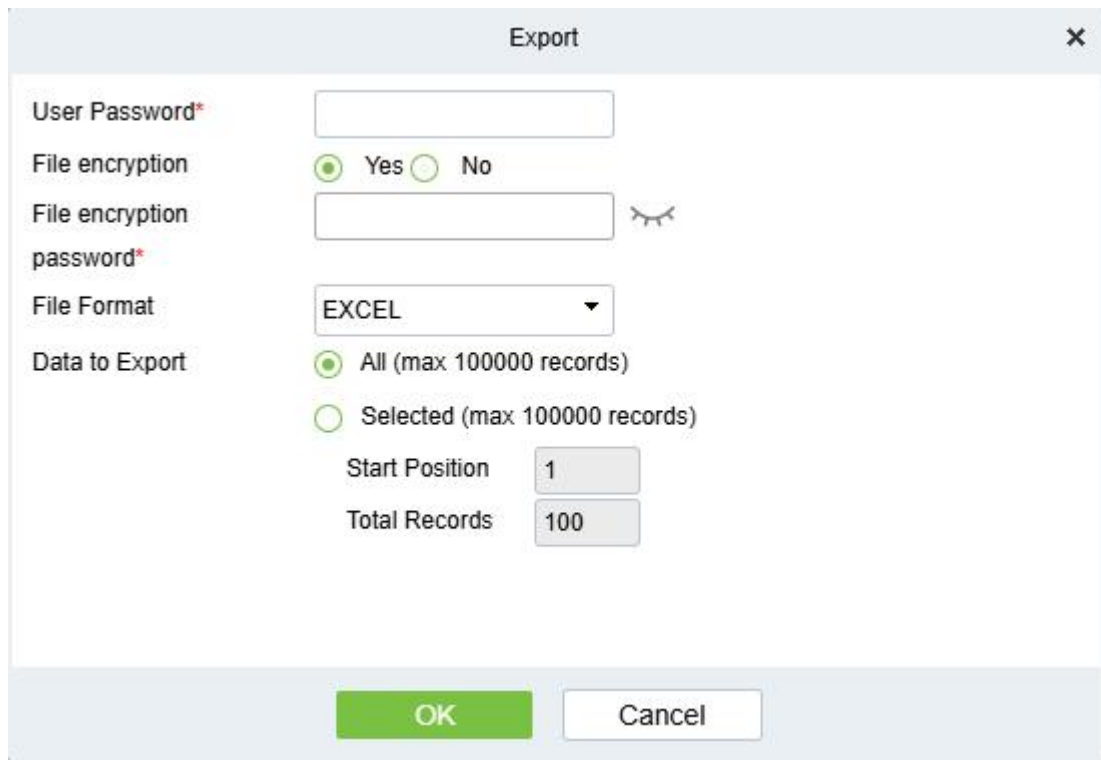 Export
User Password*
File encryption Yes No
File encryption
password*
File Format EXCEL
Data to Export All (max 100000 records)
Selected (max 100000 records)
Start Position 1
Total Records 100
OK Cancel